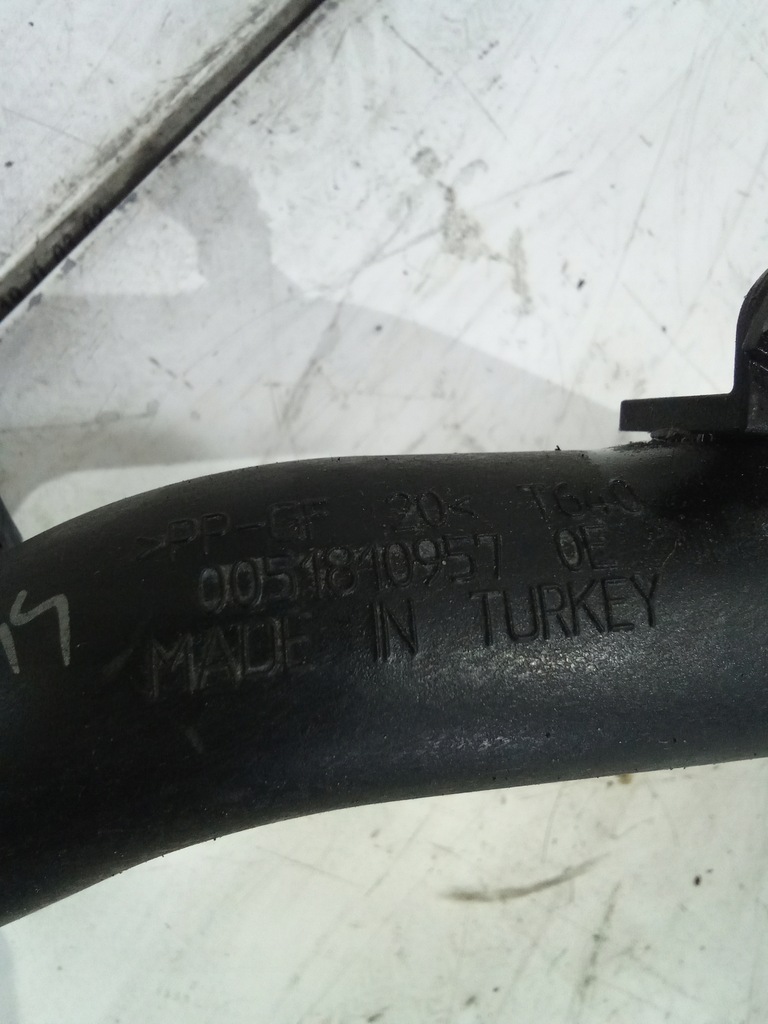 >PP-GF 20< T640
0051810957 0E
MADE IN TURKEY